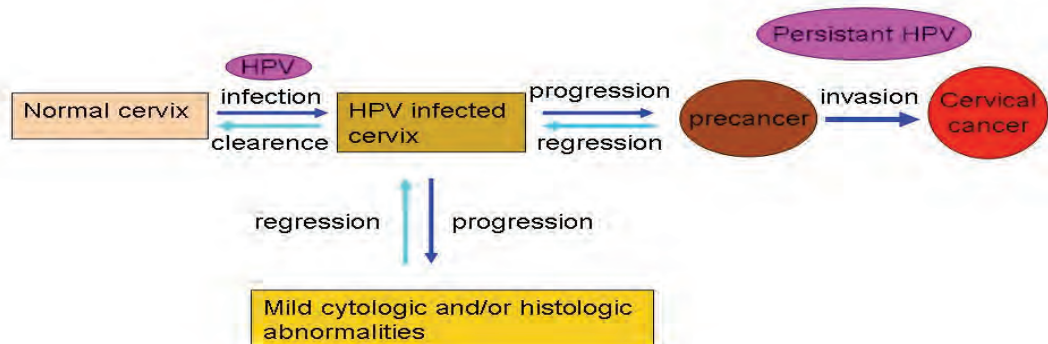 Persistant HPV
HPV
Normal cervix
infection
clearence
HPV infected
cervix
progression
regression
precancer
invasion
Cervical
cancer
regression
progression
Mild cytologic and/or histologic
abnormalities